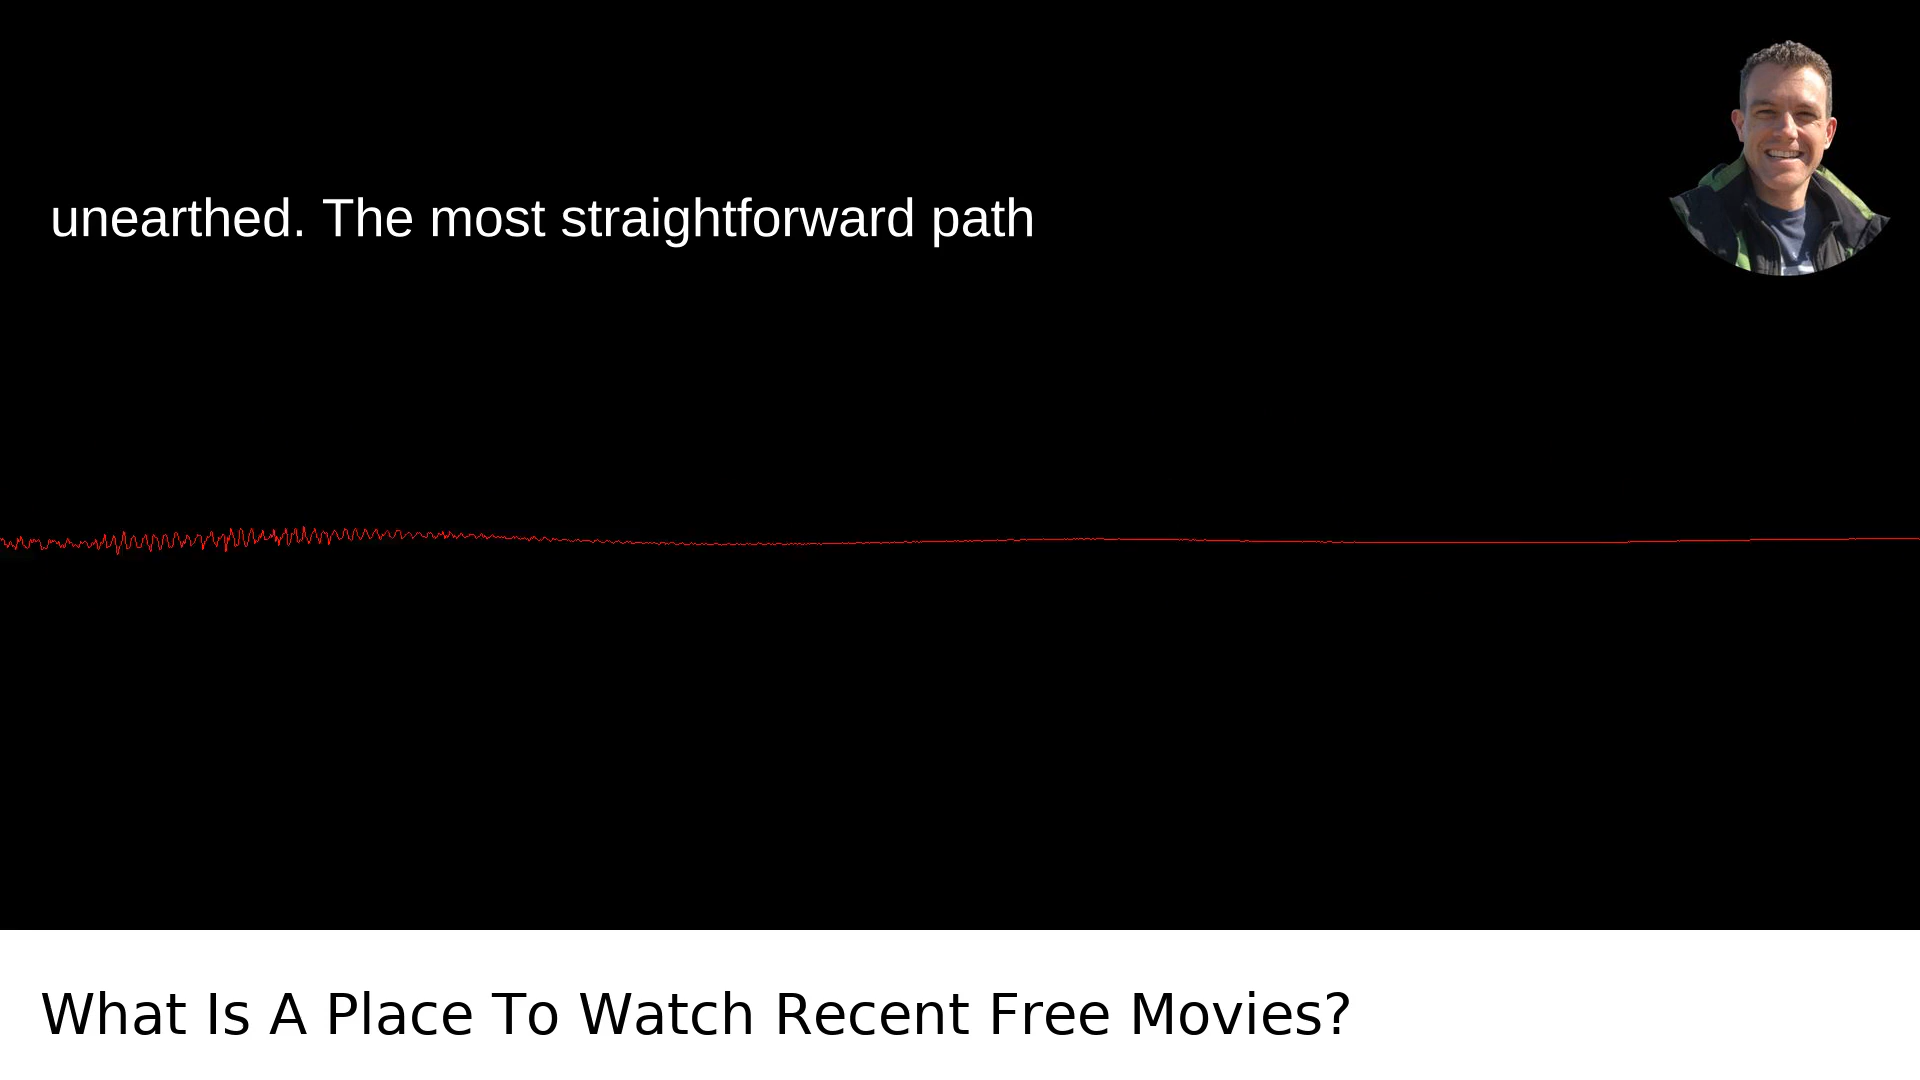 unearthed. The most straightforward path
What Is A Place To Watch Recent Free Movies?